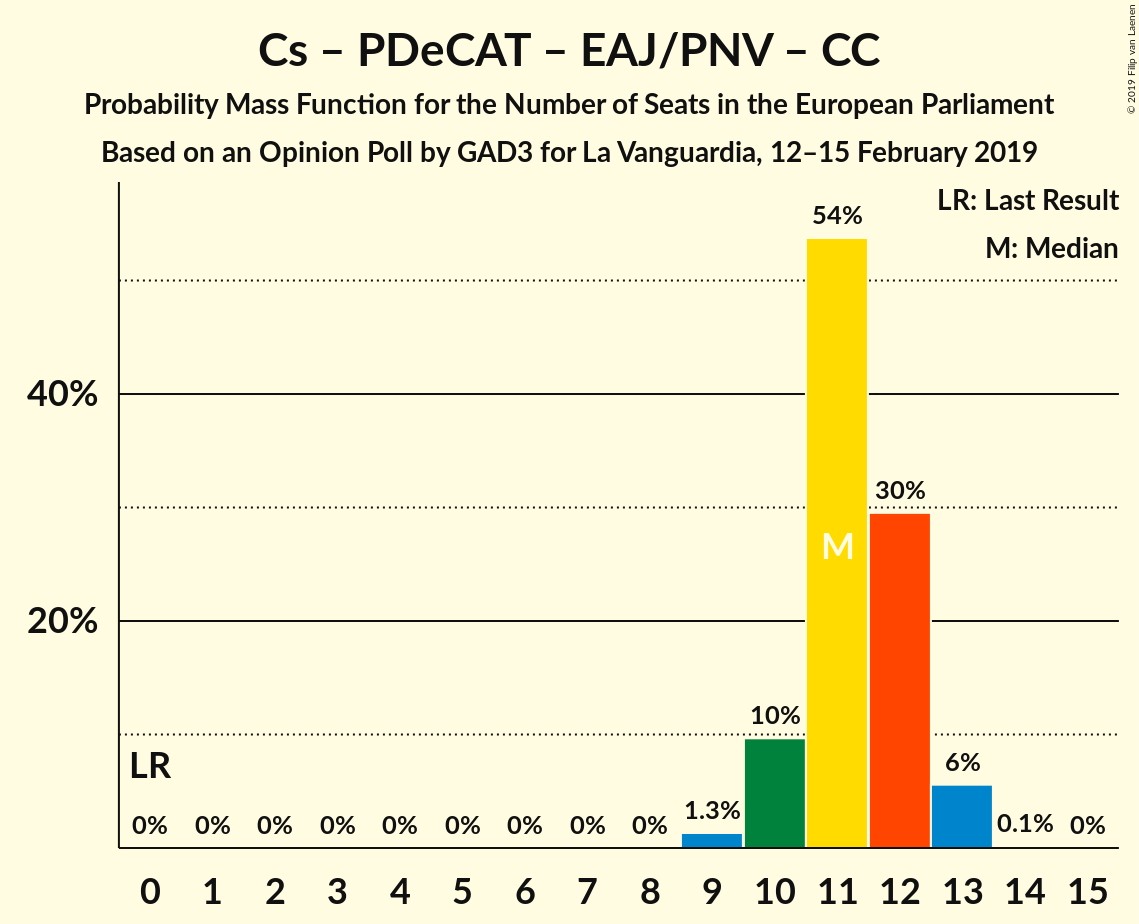 Cs – PDeCAT – EAJ/PNV – CC
Probability Mass Function for the Number of Seats in the European Parliament
Based on an Opinion Poll by GAD3 for La Vanguardia, 12–15 February 2019
© 2019 Filip van Laenen
LR: Last Result
M: Median
54%
40%
30%
M
20%
10%
LR
6%
0% 0% 0% 0% 0% 0% 0% 0% 0% 1.3% 0.1% 0%
0 1 2 3 4 5 6 7 8 9 10 11 12 13 14 15